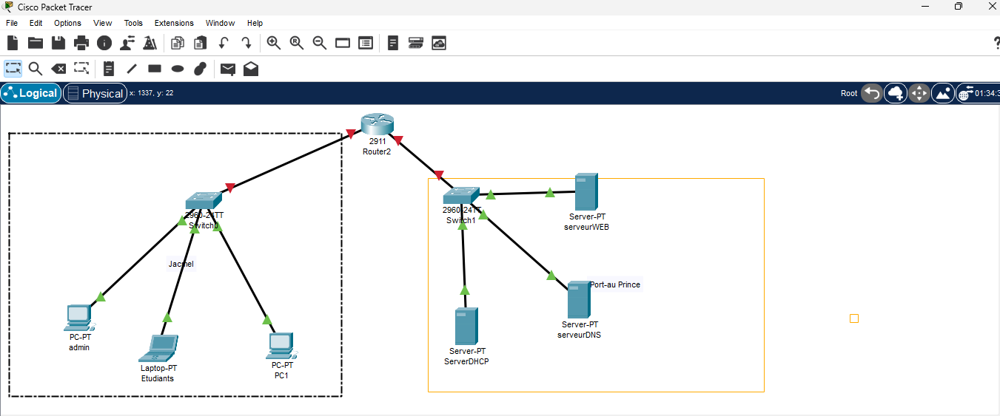 Cisco Packet Tracer
File Edit Options View Tools Extensions Window Help
Logical Physical x: 1337, y: 22 Root 01:34:3
2911
Router2
2960-24TT
Switch0
2960-24TT
Switch1
Server-PT
serveurWEB
Jacmel
Port-au Prince
PC-PT
admin
Laptop-PT
Etudiants
PC-PT
PC1
Server-PT
serveurDNS
Server-PT
ServerDHCP